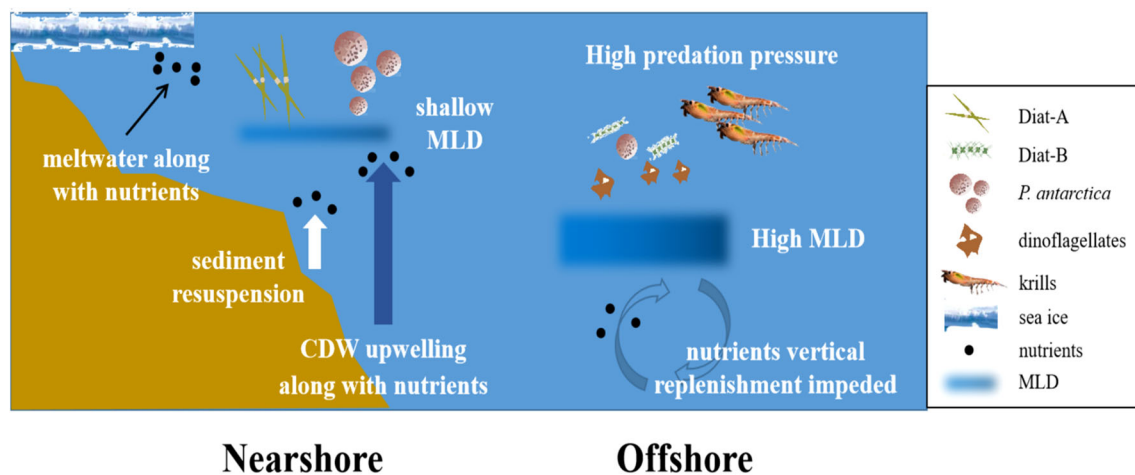 meltwater along
with nutrients
sediment
resuspension
shallow
MLD
CDW upwelling
along with nutrients
High predation pressure
High MLD
nutrients vertical
replenishment impeded
Diat-A
Diat-B
P. antarctica
dinoflagellates
krills
sea ice
nutrients
MLD
Nearshore
Offshore